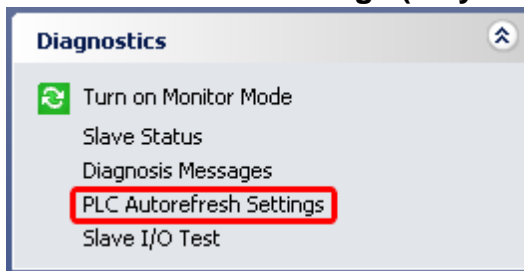 Diagnostics
Turn on Monitor Mode
Slave Status
Diagnosis Messages
PLC Autorefresh Settings
Slave I/O Test